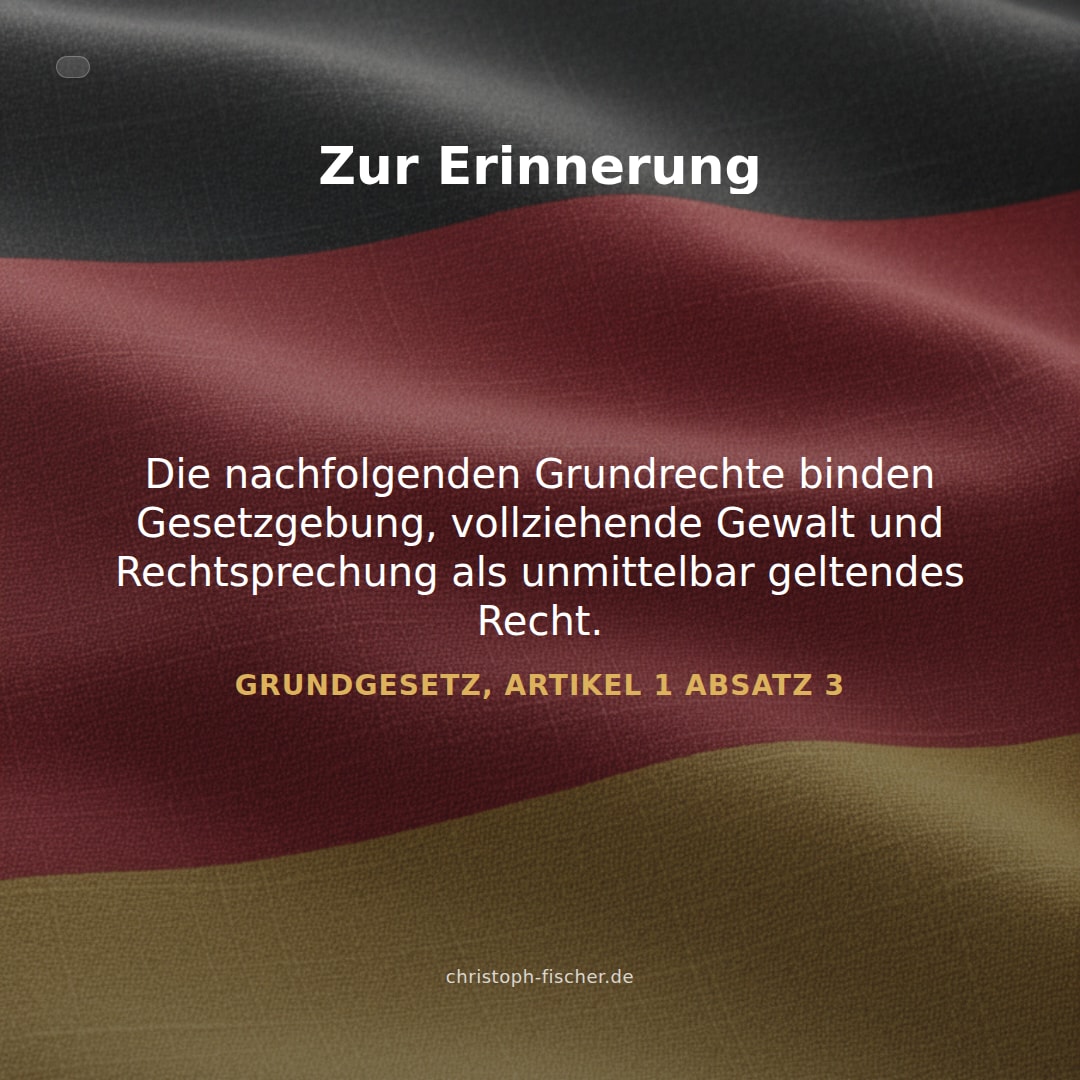 Zur Erinnerung
Die nachfolgenden Grundrechte binden
Gesetzgebung, vollziehende Gewalt und
Rechtsprechung als unmittelbar geltendes
Recht.
GRUNDGESETZ, ARTIKEL 1 ABSATZ 3
christoph-fischer.de